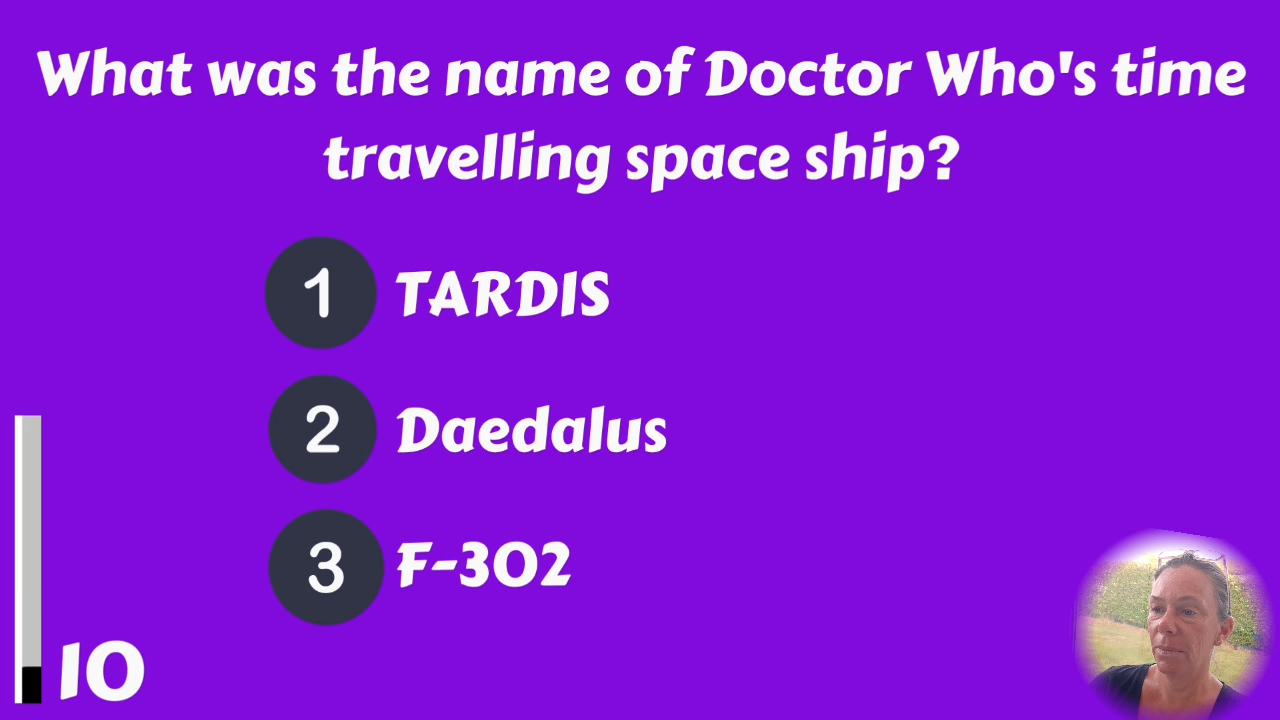 What was the name of Doctor Who's time
travelling space ship?
1 TARDIS
2 Daedalus
3 F-302
10